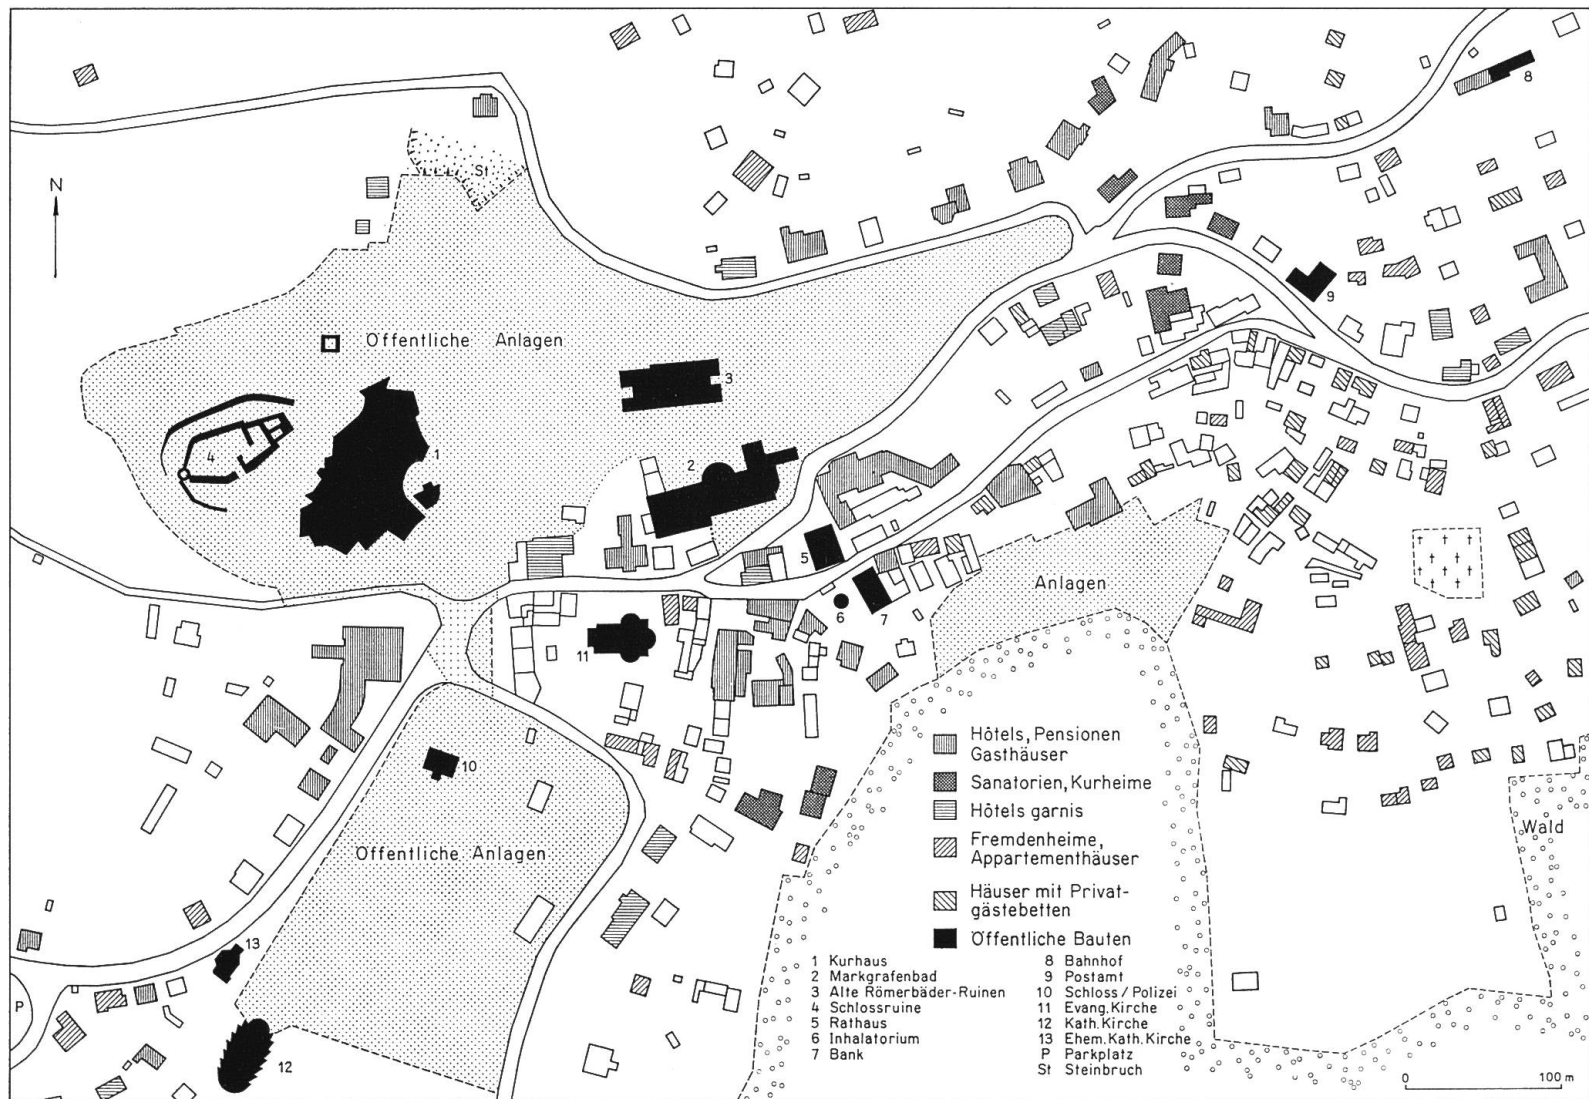 8
N
St
9
Öffentliche Anlagen
3
4
1
2
5
Anlagen
6
7
11
10
Öffentliche Anlagen
13
P
12
Wald
Hôtels, Pensionen
Gasthäuser
Sanatorien, Kurheime
Hôtels garnis
Fremdenheime,
Appartementhäuser
Häuser mit Privat-
gästebetten
Öffentliche Bauten
1 Kurhaus
2 Markgrafenbad
3 Alte Römerbäder-Ruinen
4 Schlossruine
5 Rathaus
6 Inhalatorium
7 Bank
8 Bahnhof
9 Postamt
10 Schloss / Polizei
11 Evang. Kirche
12 Kath. Kirche
13 Ehem. Kath. Kirche
P Parkplatz
St Steinbruch
0 100 m